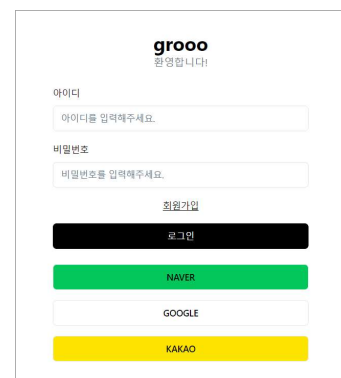 grooo
환영합니다!
아이디
아이디를 입력해주세요.
비밀번호
비밀번호를 입력해주세요.
회원가입
로그인
NAVER
GOOGLE
KAKAO